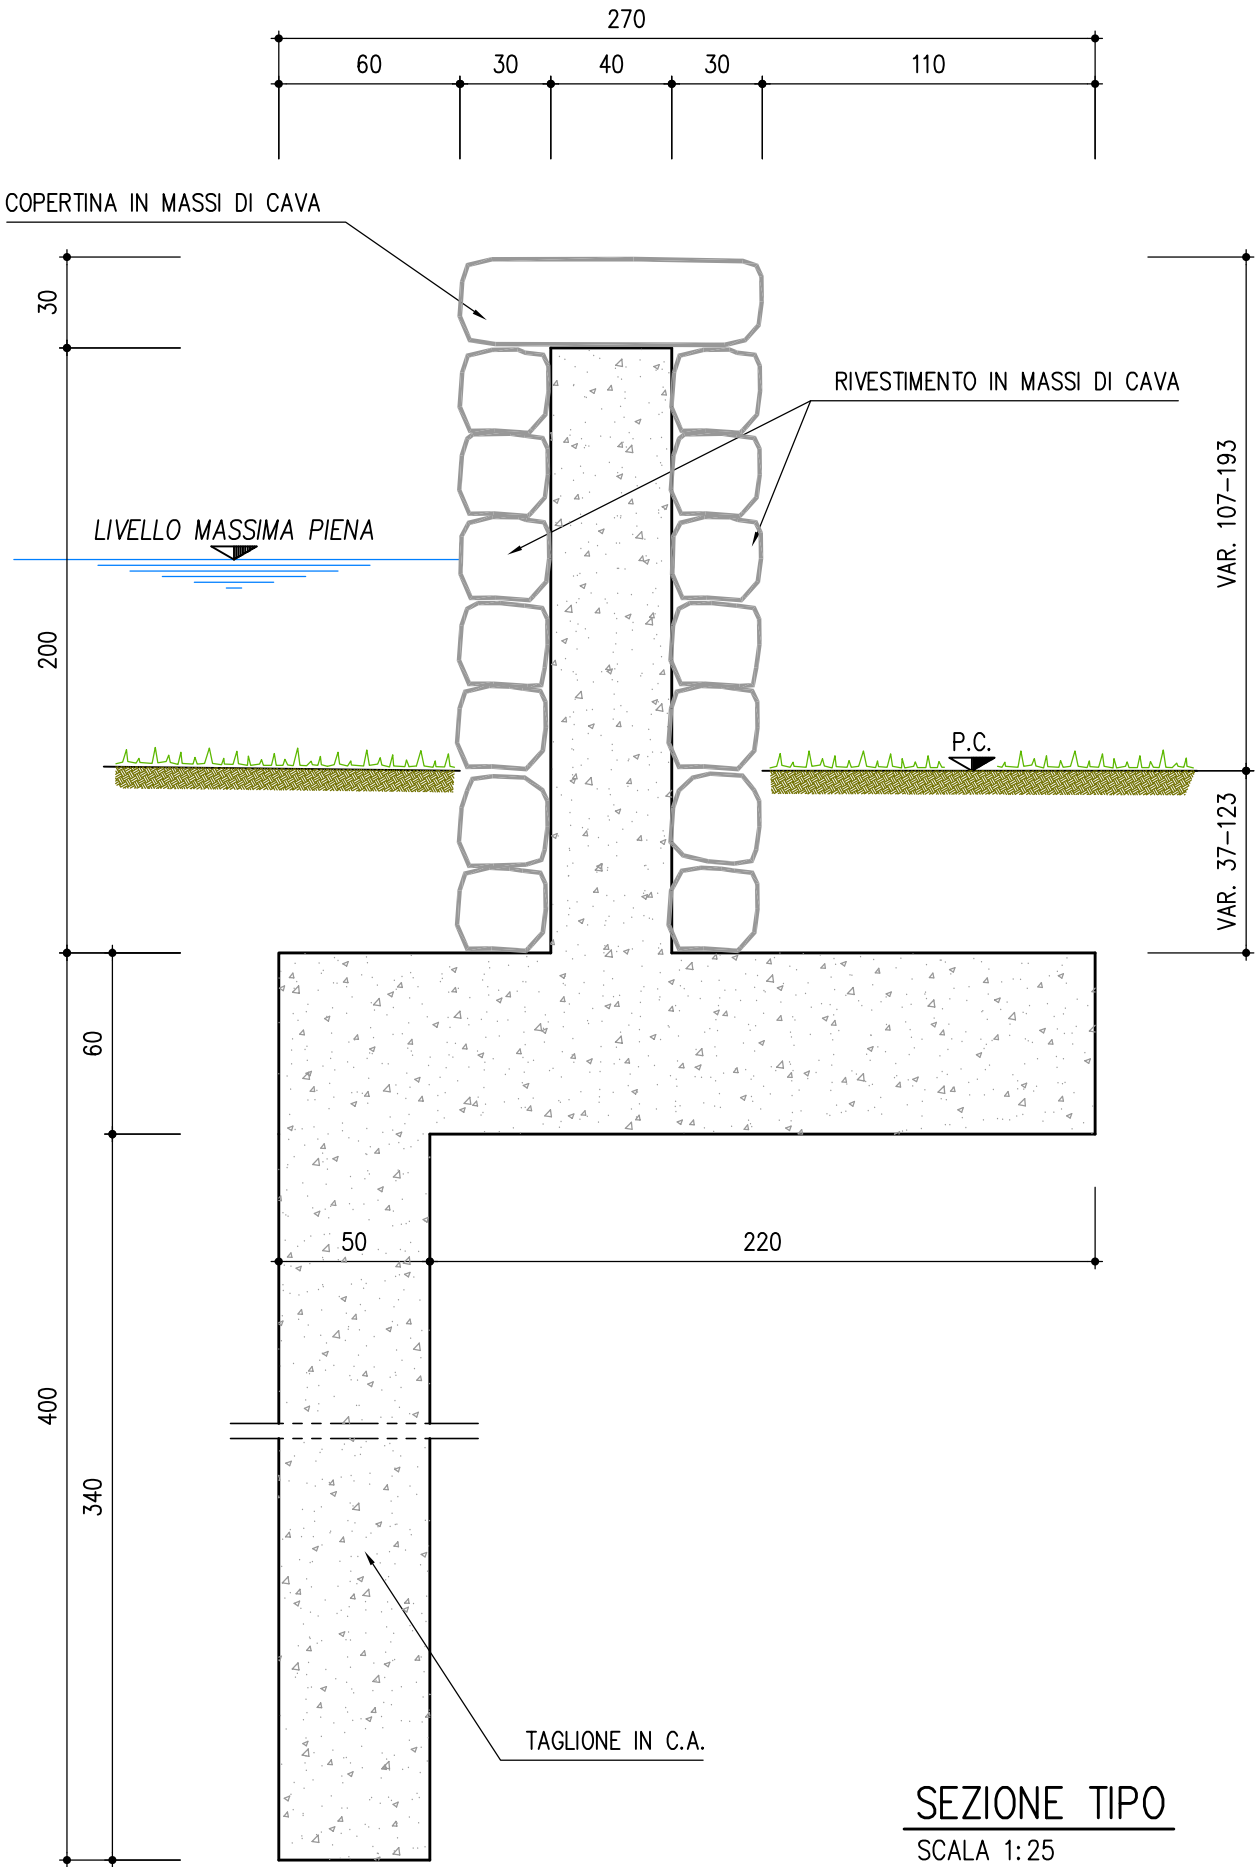 270
60 30 40 30 110
COPERTINA IN MASSI DI CAVA
30
RIVESTIMENTO IN MASSI DI CAVA
VAR. 107-193
LIVELLO MASSIMA PIENA
200
P.C.
VAR. 37-123
60
50 220
400
340
TAGLIONE IN C.A.
SEZIONE TIPO
SCALA 1:25